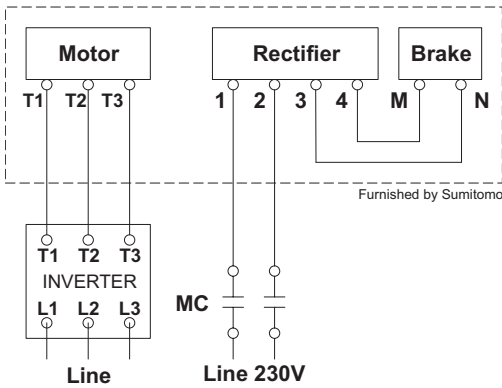 Motor Rectifier Brake
T1 T2 T3 1 2 3 4 M N
Furnished by Sumitomo
T1 T2 T3
INVERTER
L1 L2 L3
MC
Line Line 230V